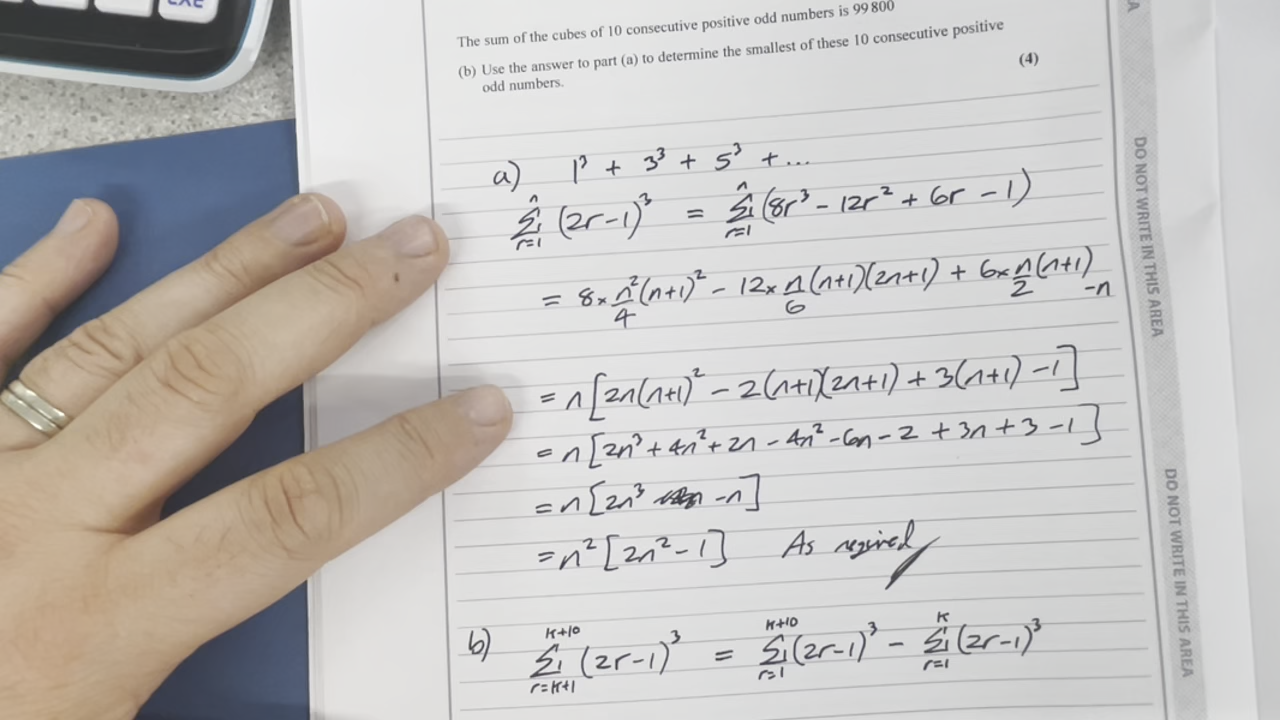 EXE
The sum of the cubes of 10 consecutive positive odd numbers is 99 800
(b) Use the answer to part (a) to determine the smallest of these 10 consecutive positive
odd numbers.
(4)
a) 1³ + 3³ + 5³ + ...
n∑r=1 (2r-1)³ = n∑r=1 (8r³ - 12r² + 6r - 1)
= 8 × n²/4 (n+1)² - 12 × n/6 (n+1)(2n+1) + 6 × n/2 (n+1) - n
= n[2n(n+1)² - 2(n+1)(2n+1) + 3(n+1) - 1]
= n[2n³ + 4n² + 2n - 4n² - 6n - 2 + 3n + 3 - 1]
= n[2n³ - n]
= n²[2n² - 1] As required
b) k+10∑r=k+1 (2r-1)³ = k+10∑r=1 (2r-1)³ - k∑r=1 (2r-1)³
A
DO NOT WRITE IN THIS AREA
DO NOT WRITE IN THIS AREA